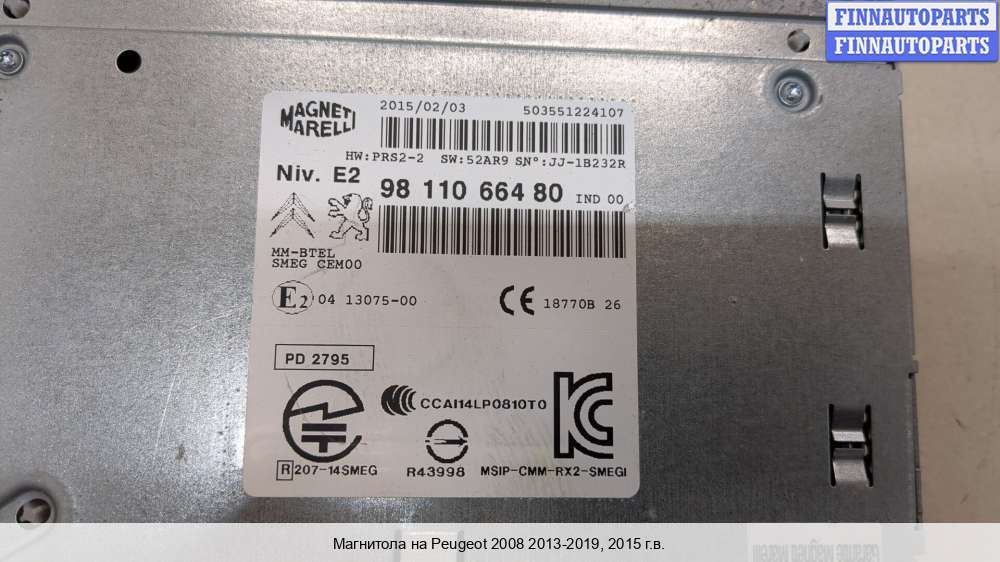 FINNAUTOPARTS
FINNAUTOPARTS
MAGNETI
MARELLI
2015/02/03 503551224107
HW:PRS2-2 SW:52AR9 SNº:JJ-1B232R
Niv. E2
98 110 664 80 IND 00
MM-BTEL
SMEG CEM00
E2 04 13075-00
CE 18770B 26
PD 2795
CCAI14LP0810T0
R 207-14SMEG
R43998
MSIP-CMM-RX2-SMEGI
Магнитола на Peugeot 2008 2013-2019, 2015 г.в.